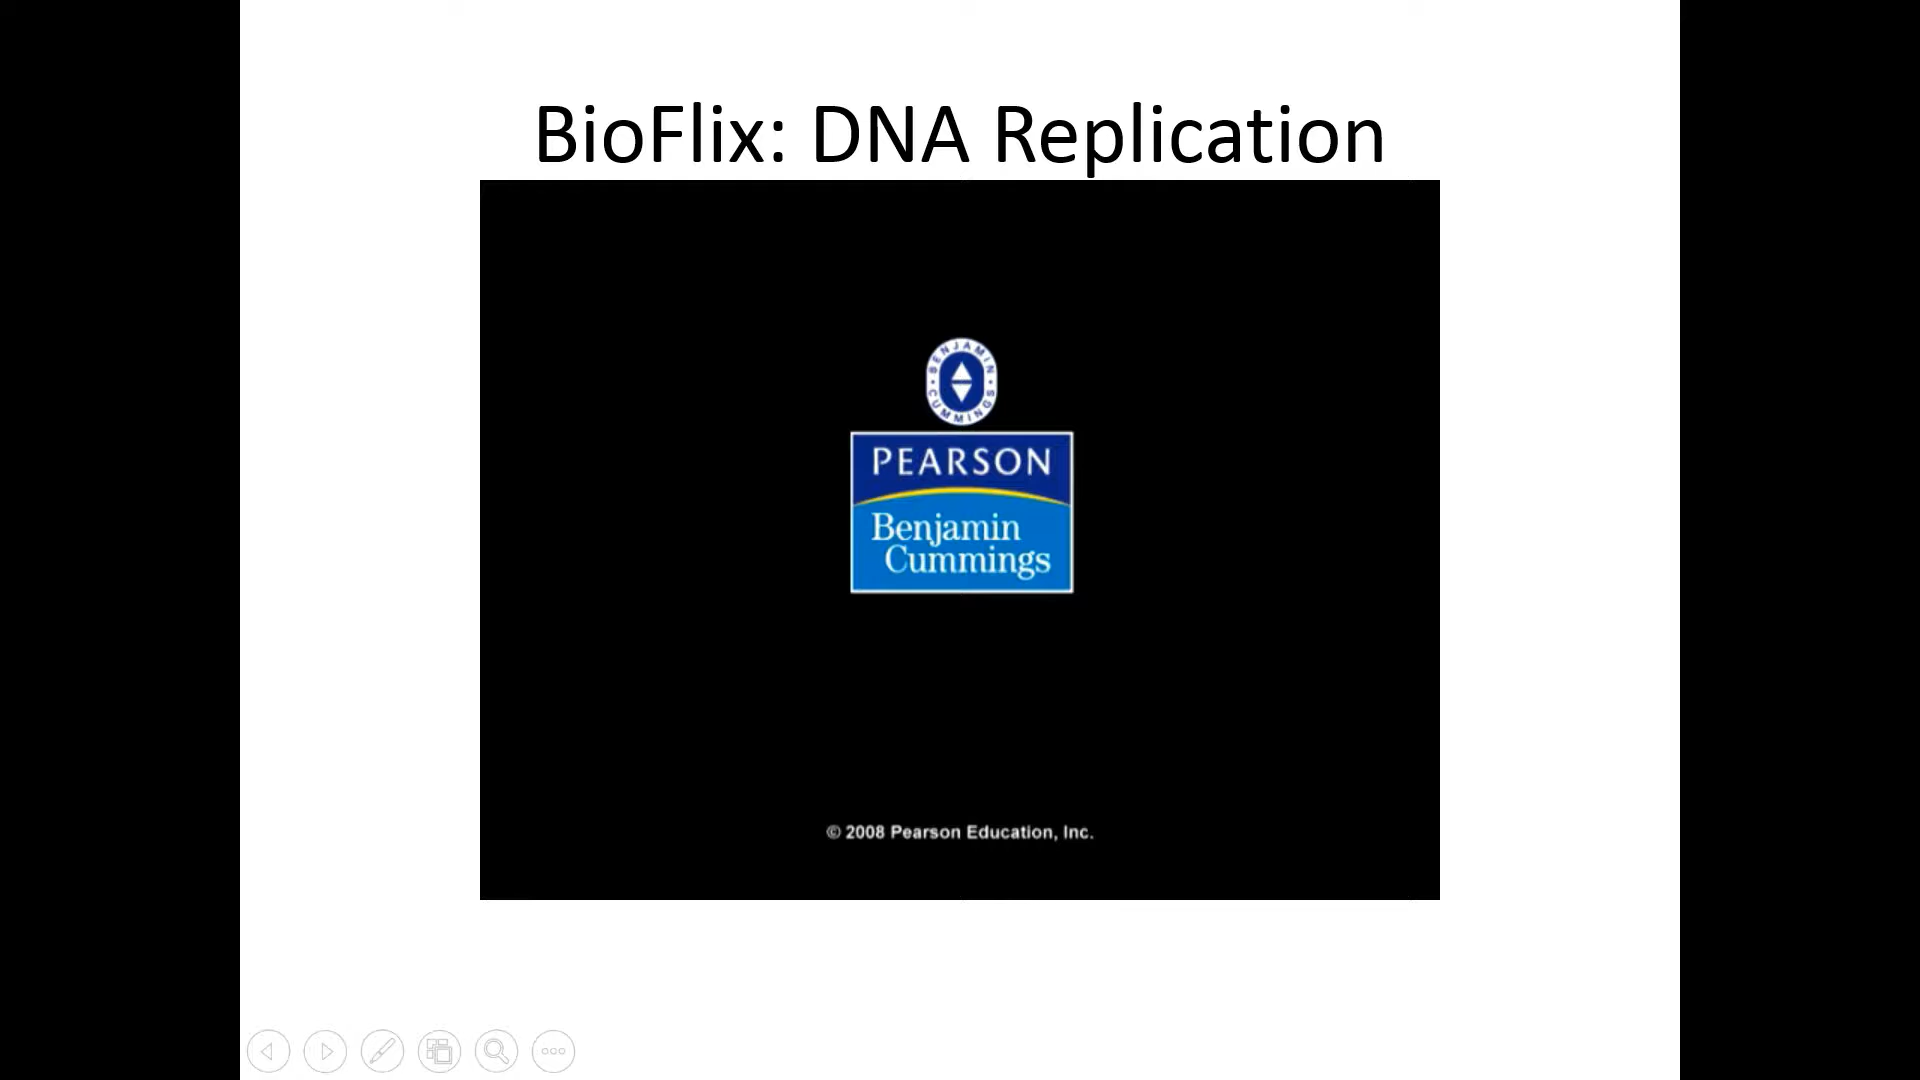 BioFlix: DNA Replication
BENJAMIN CUMMINGS
PEARSON
Benjamin
Cummings
© 2008 Pearson Education, Inc.